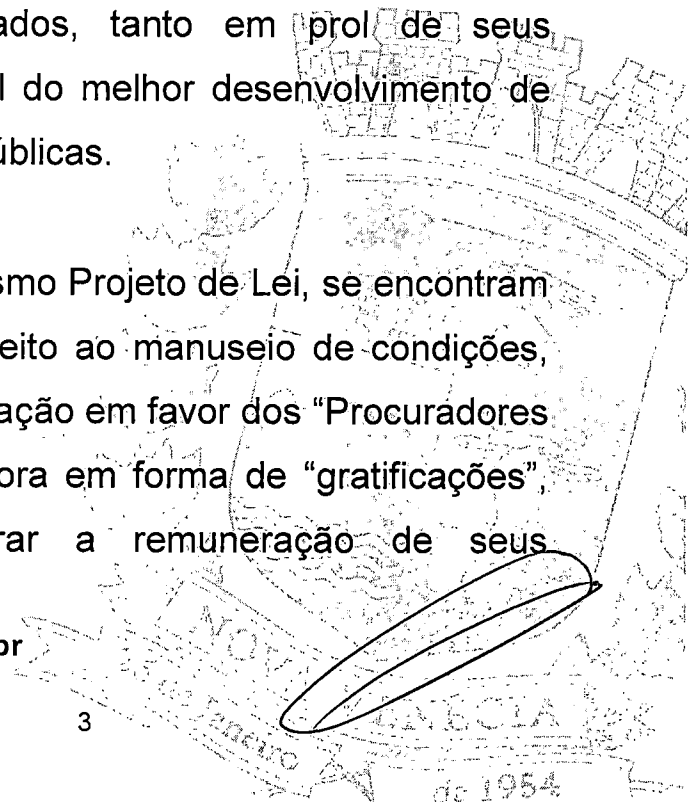 ados, tanto em prol de seus
l do melhor desenvolvimento de
úblicas.
smo Projeto de Lei, se encontram
eito ao manuseio de condições,
ação em favor dos “Procuradores
ora em forma de “gratificações”,
rar a remuneração de seus
or
3
NOV
ENÉCIA
de 1954